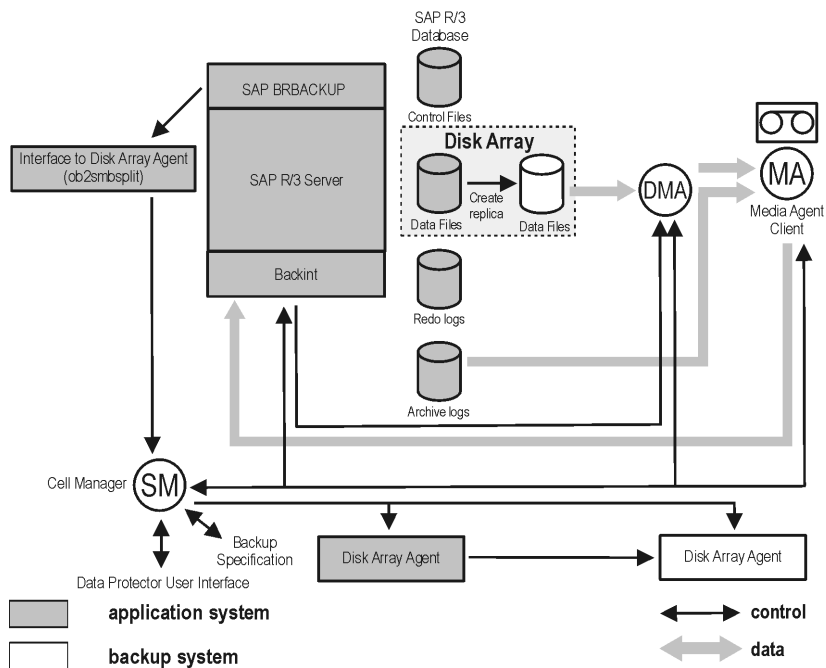 SAP R/3
Database
SAP BRBACKUP
Control Files
Interface to Disk Array Agent
(ob2smbsplit)
SAP R/3 Server
Disk Array
Create
replica
Data Files
Data Files
DMA
MA
Media Agent
Client
Backint
Redo logs
Archive logs
Cell Manager
SM
Backup
Specification
Data Protector User Interface
Disk Array Agent
Disk Array Agent
application system
control
backup system
data